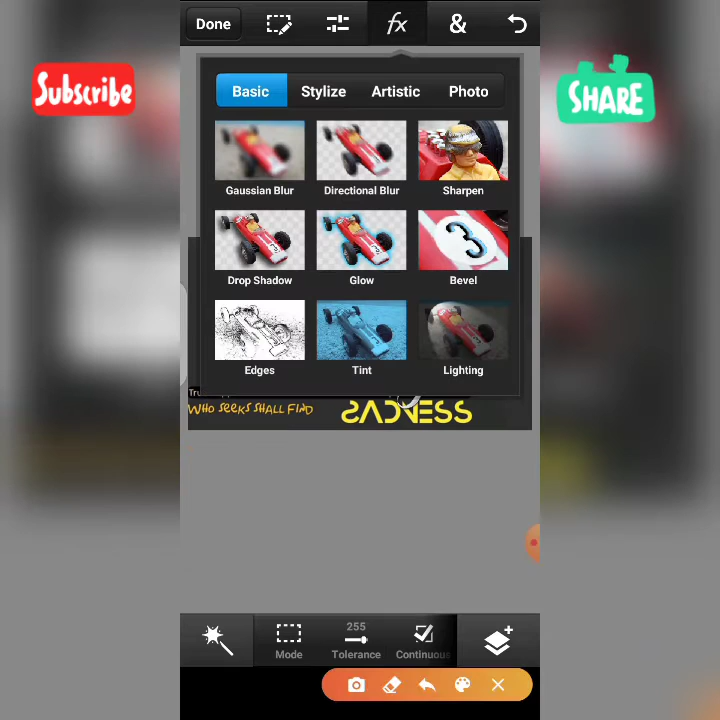 Done
fx
&
Subscribe
SHARE
Basic Stylize Artistic Photo
Gaussian Blur Directional Blur Sharpen
3
Drop Shadow Glow Bevel
Edges Tint Lighting
WHO SEEKS SHALL FIND
SADNESS
255
Mode Tolerance Continuous